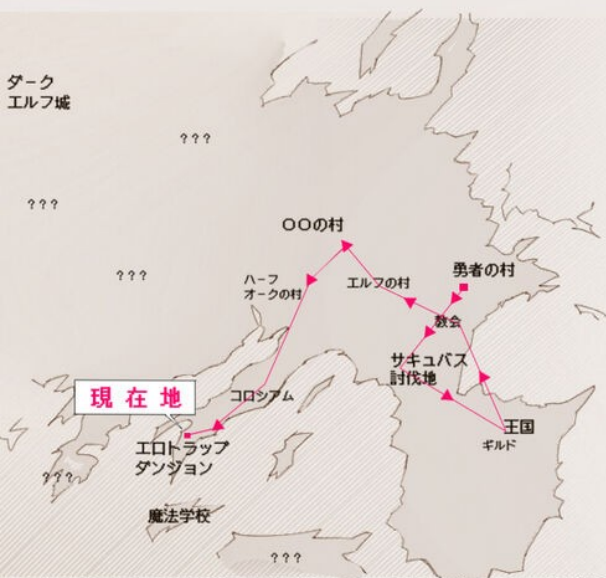 ダーク
エルフ城
???
???
〇〇の村
???
ハーフ
オークの村
エルフの村
勇者の村
教会
サキュバス
討伐地
現在地
コロシアム
王国
ギルド
エロトラップ
ダンジョン
???
魔法学校
???